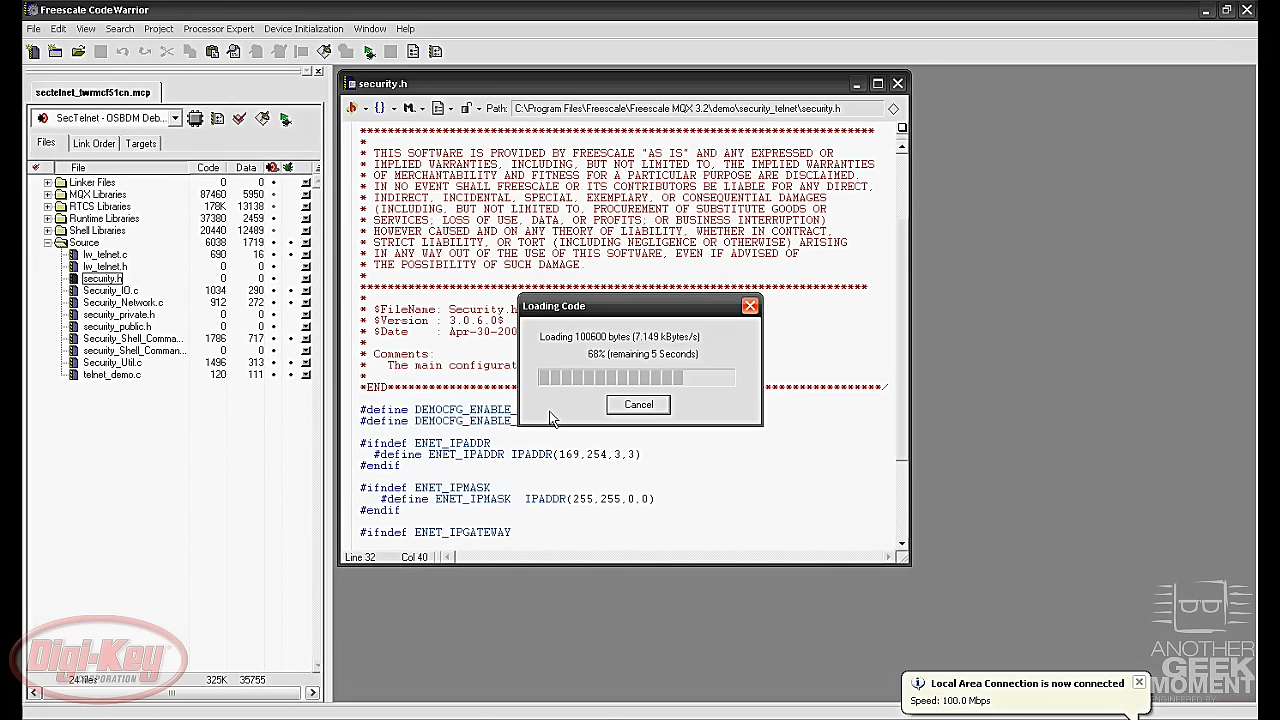 Freescale CodeWarrior
File Edit View Search Project Processor Expert Device Initialization Window Help
sectelnet_twrmcf51cn.mcp
SecTelnet - OSBDM Deb...
Files Link Order Targets
File Code Data
Linker Files 0 0
MQX Libraries 87460 5950
RTCS Libraries 178K 13138
Runtime Libraries 37380 2459
Shell Libraries 20440 12489
Source 6038 1719
lw_telnet.c 690 16
lw_telnet.h 0 0
security.h 0 0
Security_IO.c 1034 290
Security_Network.c 912 272
security_private.h 0 0
security_public.h 0 0
Security_Shell_Comma... 1786 717
security_Shell_Comman... 0 0
Security_Util.c 1496 313
telnet_demo.c 120 111
24 files 325K 35755
security.h
Path: C:\Program Files\Freescale\Freescale MQX 3.2\demo\security_telnet\security.h
*******************************************************************************
*
* THIS SOFTWARE IS PROVIDED BY FREESCALE "AS IS" AND ANY EXPRESSED OR
* IMPLIED WARRANTIES, INCLUDING, BUT NOT LIMITED TO, THE IMPLIED WARRANTIES
* OF MERCHANTABILITY AND FITNESS FOR A PARTICULAR PURPOSE ARE DISCLAIMED.
* IN NO EVENT SHALL FREESCALE OR ITS CONTRIBUTORS BE LIABLE FOR ANY DIRECT,
* INDIRECT, INCIDENTAL, SPECIAL, EXEMPLARY, OR CONSEQUENTIAL DAMAGES
* (INCLUDING, BUT NOT LIMITED TO, PROCUREMENT OF SUBSTITUTE GOODS OR
* SERVICES; LOSS OF USE, DATA, OR PROFITS; OR BUSINESS INTERRUPTION)
* HOWEVER CAUSED AND ON ANY THEORY OF LIABILITY, WHETHER IN CONTRACT,
* STRICT LIABILITY, OR TORT (INCLUDING NEGLIGENCE OR OTHERWISE) ARISING
* IN ANY WAY OUT OF THE USE OF THIS SOFTWARE, EVEN IF ADVISED OF
* THE POSSIBILITY OF SUCH DAMAGE.
*
*******************************************************************************
*
* $FileName: Security.h
* $Version : 3.0.6.0$
* $Date : Apr-30-200
*
* Comments:
* The main configurat
*
*END************************************************************************/
#define DEMOCFG_ENABLE_
#define DEMOCFG_ENABLE_
#ifndef ENET_IPADDR
#define ENET_IPADDR IPADDR(169,254,3,3)
#endif
#ifndef ENET_IPMASK
#define ENET_IPMASK IPADDR(255,255,0,0)
#endif
#ifndef ENET_IPGATEWAY
Line 32 Col 40
Loading Code
Loading 100600 bytes (7.149 kBytes/s)
68% (remaining 5 Seconds)
Cancel
Local Area Connection is now connected
Speed: 100.0 Mbps
Digi-Key
CORPORATION
ANOTHER
GEEK
MOMENT
ENGINEERED BY